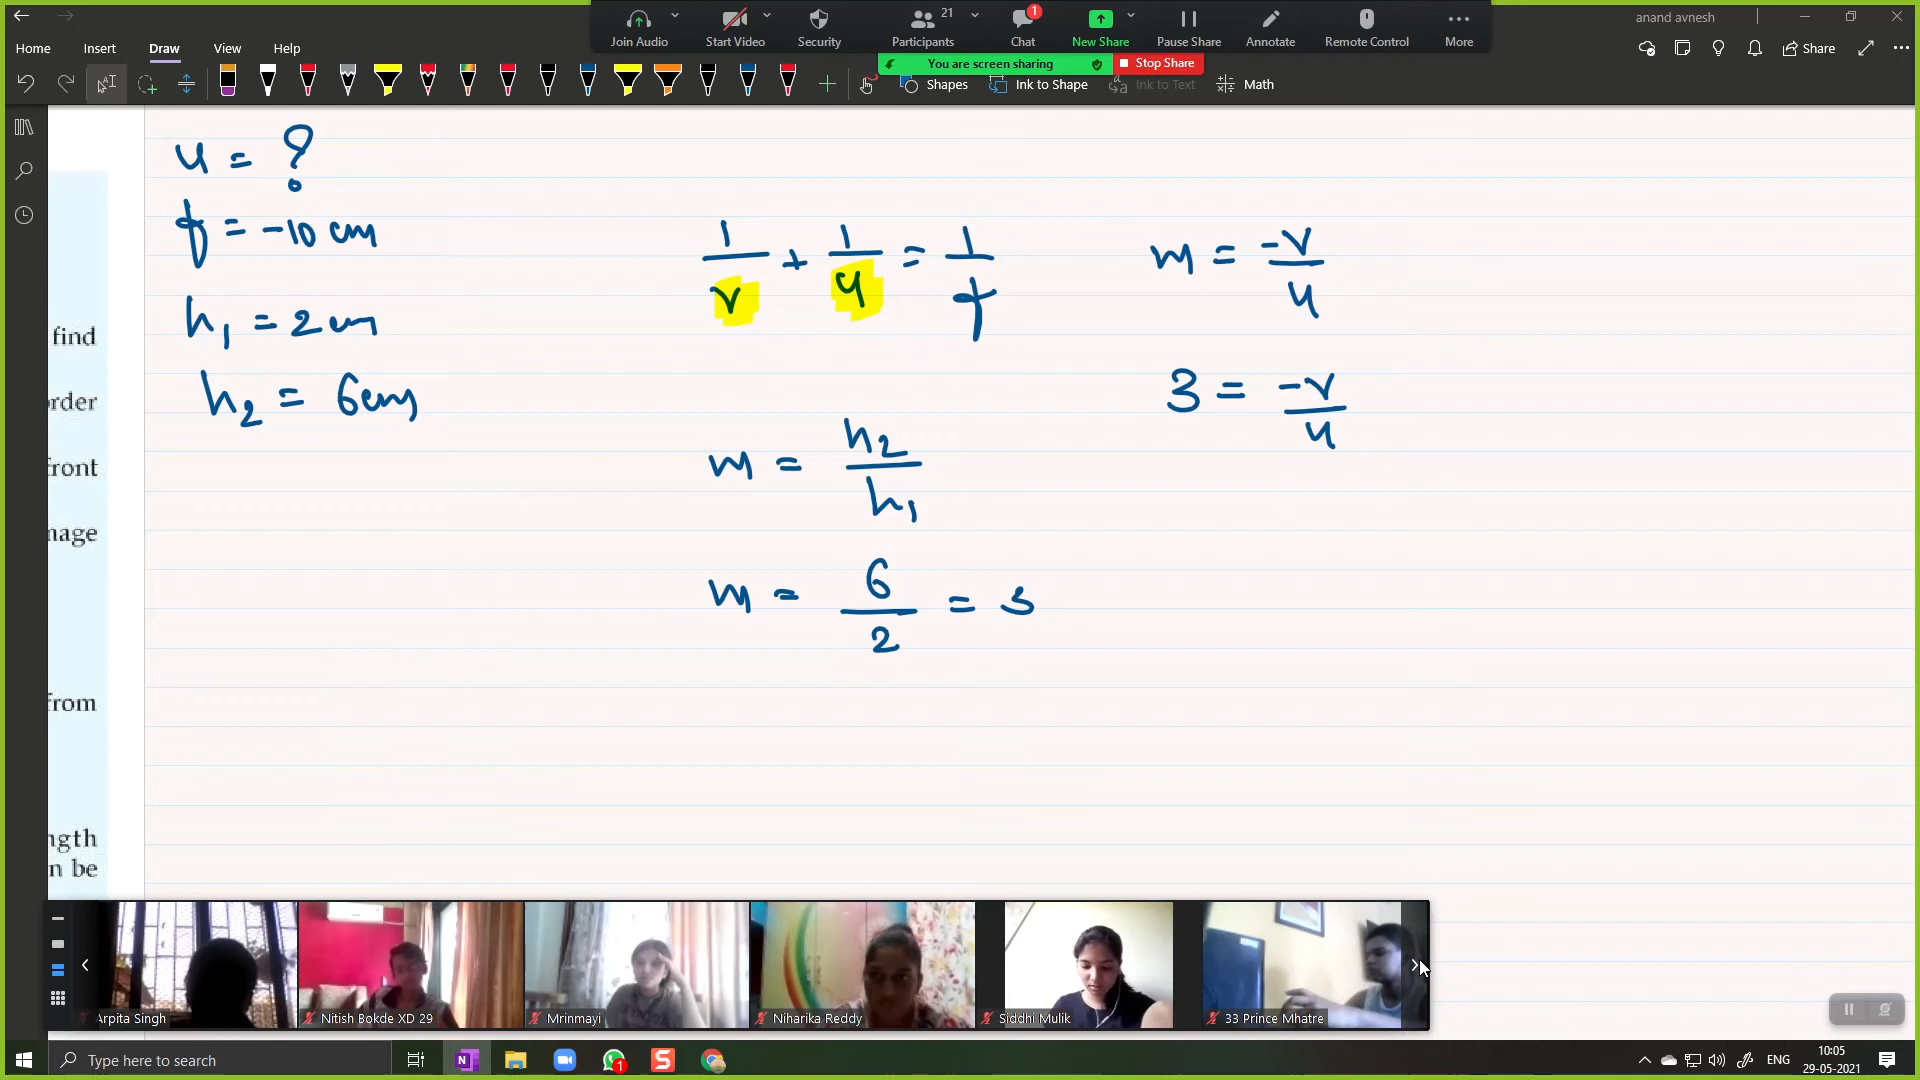 anand avnesh
Join Audio
Start Video
Security
Participants 21
Chat 1
New Share
Pause Share
Annotate
Remote Control
More
Home Insert Draw View Help
You are screen sharing
Stop Share
Share
Shapes
Ink to Shape
Ink to Text
Math
u = ?
f = -10 cm
h1 = 2 cm
h2 = 6 cm
1/v + 1/u = 1/f
m = h2/h1
m = 6/2 = 3
m = -v/u
3 = -v/u
find
order
front
mage
from
ngth
n be
Arpita Singh
Nitish Bokde XD 29
Mrinmayi
Niharika Reddy
Siddhi Mulik
33 Prince Mhatre
Type here to search
N
1
S
ENG
10:05
29-05-2021